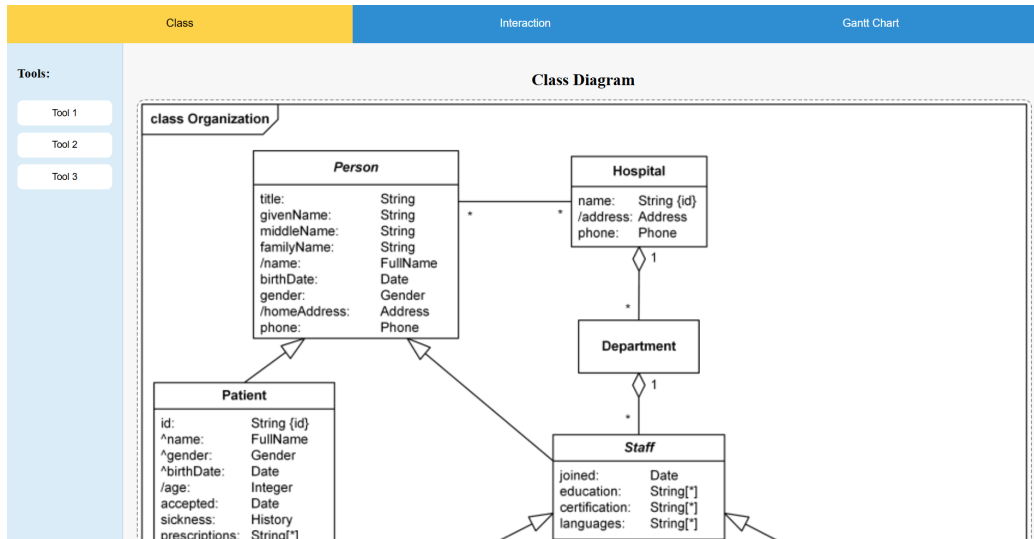 Class Interaction Gantt Chart
Tools:
Tool 1
Tool 2
Tool 3
Class Diagram
class Organization
Person
title: String
givenName: String
middleName: String
familyName: String
/name: FullName
birthDate: Date
gender: Gender
/homeAddress: Address
phone: Phone
* *
Hospital
name: String {id}
/address: Address
phone: Phone
1
*
Department
1
*
Patient
id: String {id}
^name: FullName
^gender: Gender
^birthDate: Date
/age: Integer
accepted: Date
sickness: History
prescriptions: String[*]
Staff
joined: Date
education: String[*]
certification: String[*]
languages: String[*]